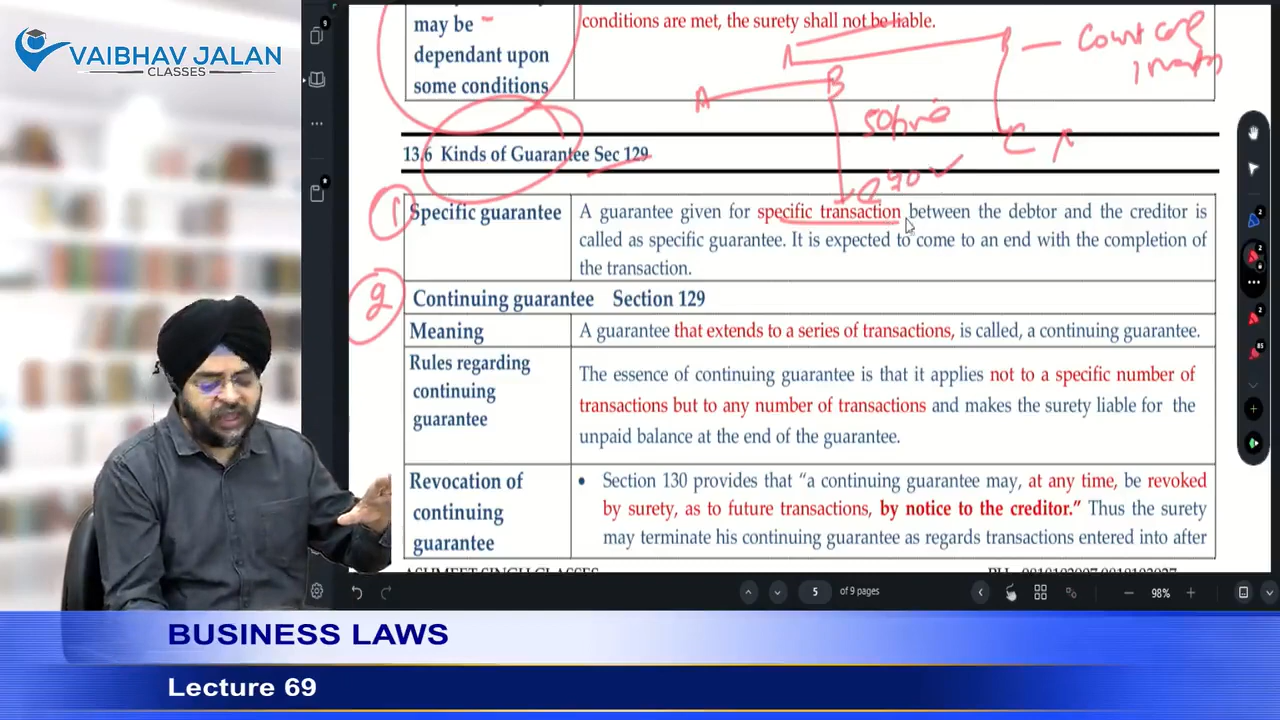 VAIBHAV JALAN
CLASSES
may be
dependant upon
some conditions
conditions are met, the surety shall not be liable.
A
B
C
A
13.6 Kinds of Guarantee Sec 129
1
Specific guarantee
A guarantee given for specific transaction between the debtor and the creditor is
called as specific guarantee. It is expected to come to an end with the completion of
the transaction.
2
Continuing guarantee Section 129
Meaning
A guarantee that extends to a series of transactions, is called, a continuing guarantee.
Rules regarding
continuing
guarantee
The essence of continuing guarantee is that it applies not to a specific number of
transactions but to any number of transactions and makes the surety liable for the
unpaid balance at the end of the guarantee.
Revocation of
continuing
guarantee
• Section 130 provides that “a continuing guarantee may, at any time, be revoked
by surety, as to future transactions, by notice to the creditor.” Thus the surety
may terminate his continuing guarantee as regards transactions entered into after
5
of 9 pages
98%
BUSINESS LAWS
Lecture 69